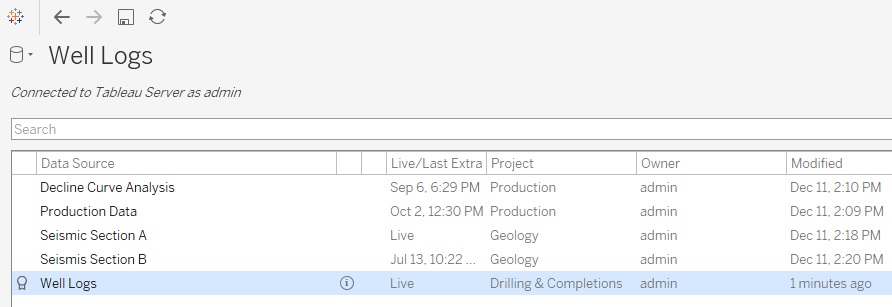 Well Logs
Connected to Tableau Server as admin
Search
Data Source Live/Last Extra Project Owner Modified
Decline Curve Analysis Sep 6, 6:29 PM Production admin Dec 11, 2:10 PM
Production Data Oct 2, 12:30 PM Production admin Dec 11, 2:09 PM
Seismic Section A Live Geology admin Dec 11, 2:18 PM
Seismis Section B Jul 13, 10:22 ... Geology admin Dec 11, 2:20 PM
Well Logs Live Drilling & Completions admin 1 minutes ago